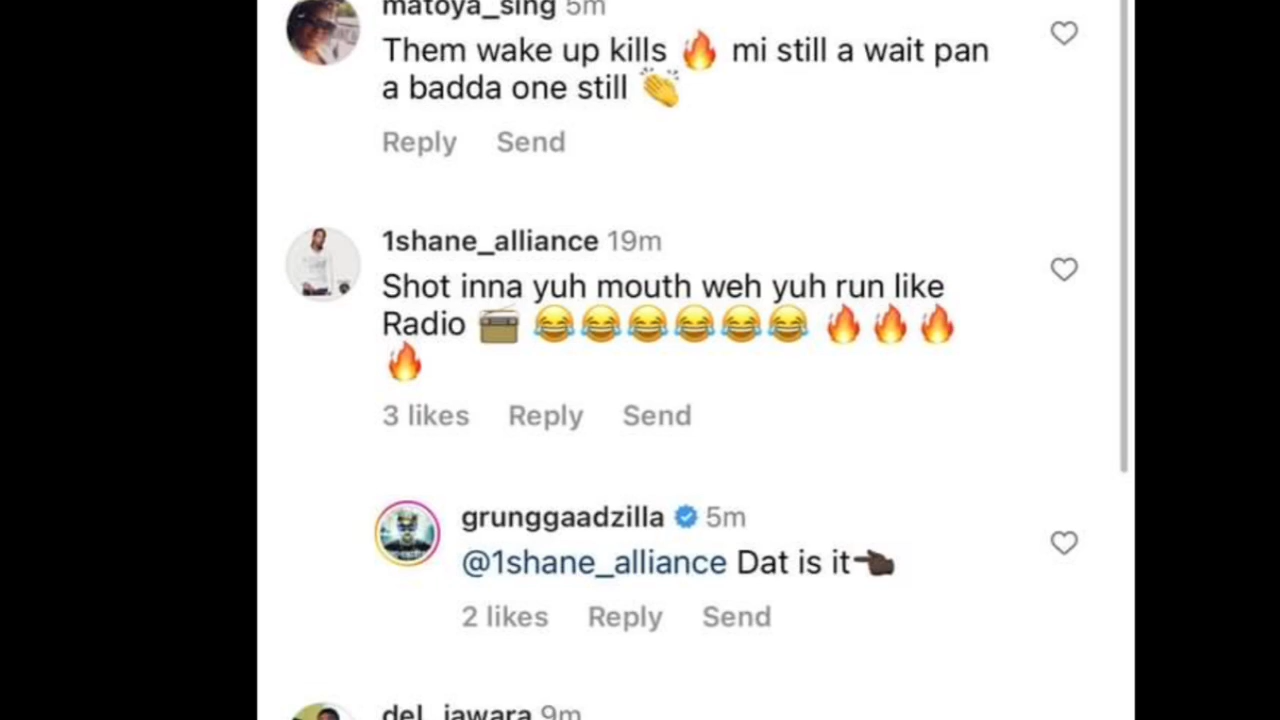 matoya_sing 5m
Them wake up kills 🔥 mi still a wait pan
a badda one still 👏
Reply Send
1shane_alliance 19m
Shot inna yuh mouth weh yuh run like
Radio 📻 😂😂😂😂😂😂 🔥🔥🔥
🔥
3 likes Reply Send
grunggaadzilla 5m
@1shane_alliance Dat is it👈🏿
2 likes Reply Send
del_jawara 9m